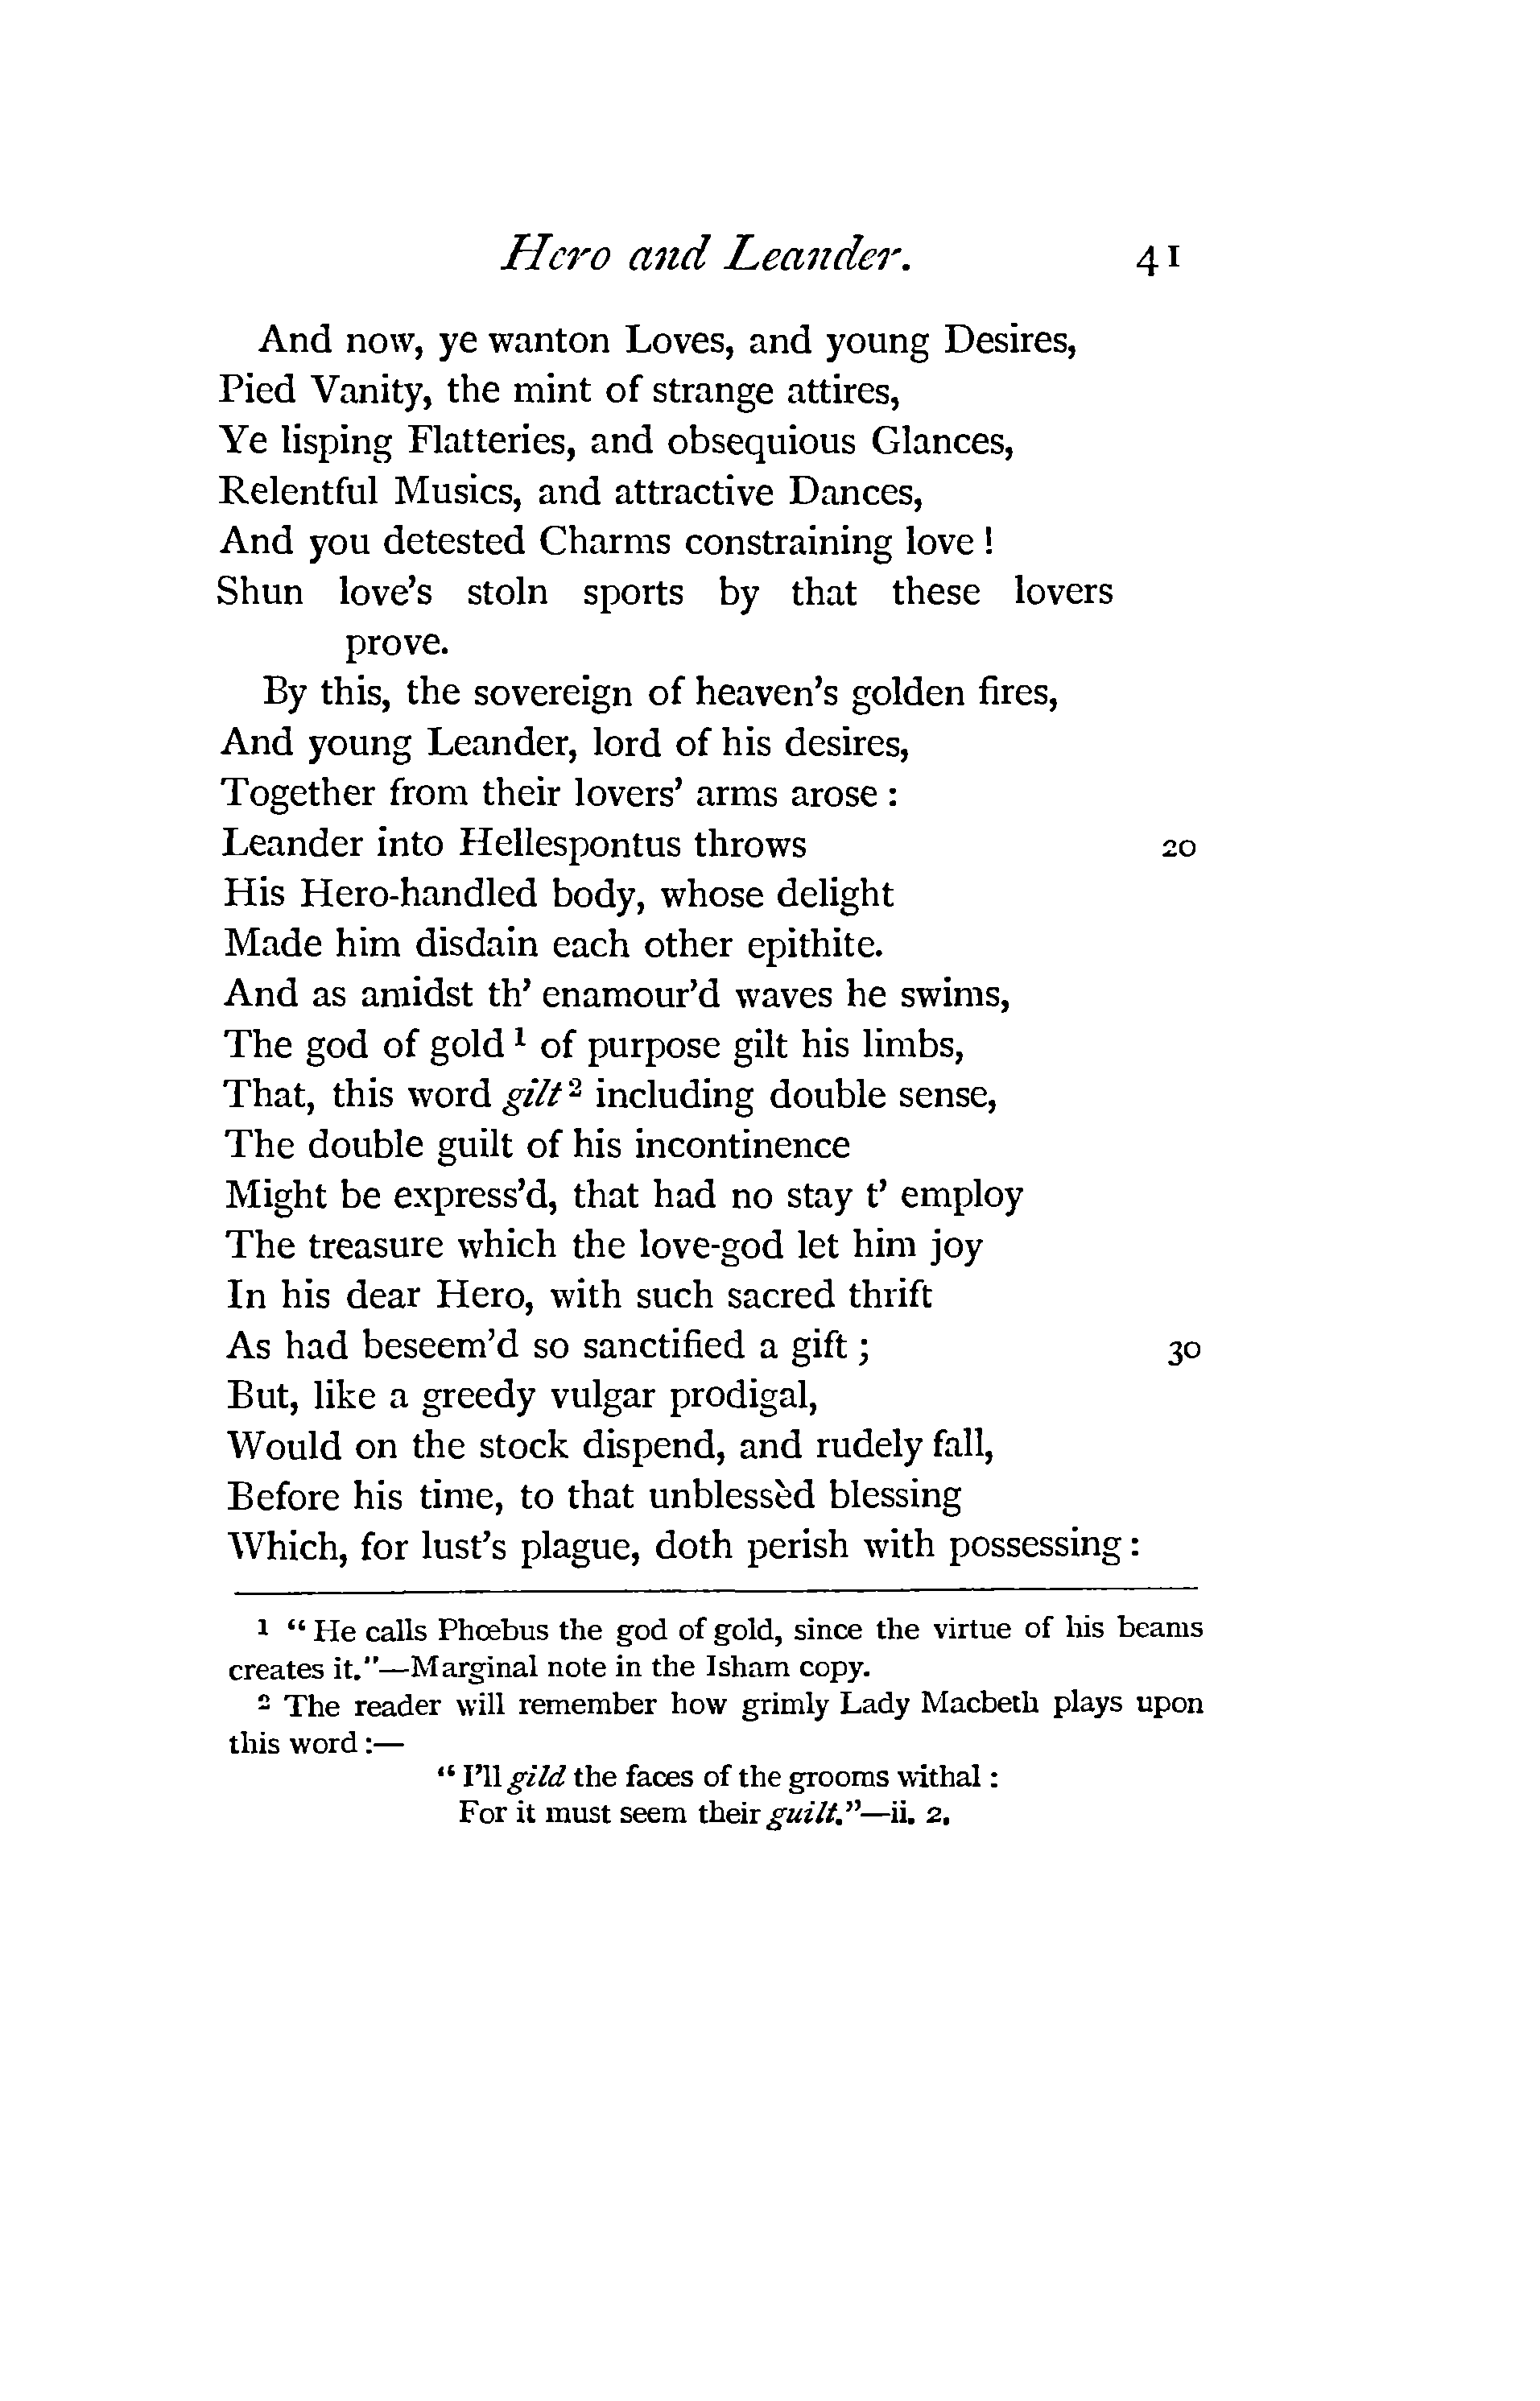 Hero and Leander. 41
And now, ye wanton Loves, and young Desires,
Pied Vanity, the mint of strange attires,
Ye lisping Flatteries, and obsequious Glances,
Relentful Musics, and attractive Dances,
And you detested Charms constraining love!
Shun love's stoln sports by that these lovers
prove.
By this, the sovereign of heaven's golden fires,
And young Leander, lord of his desires,
Together from their lovers' arms arose:
Leander into Hellespontus throws 20
His Hero-handled body, whose delight
Made him disdain each other epithite.
And as amidst th' enamour'd waves he swims,
The god of gold ¹ of purpose gilt his limbs,
That, this word gilt ² including double sense,
The double guilt of his incontinence
Might be express'd, that had no stay t' employ
The treasure which the love-god let him joy
In his dear Hero, with such sacred thrift
As had beseem'd so sanctified a gift; 30
But, like a greedy vulgar prodigal,
Would on the stock dispend, and rudely fall,
Before his time, to that unblessèd blessing
Which, for lust's plague, doth perish with possessing:
¹ "He calls Phœbus the god of gold, since the virtue of his beams
creates it."—Marginal note in the Isham copy.
² The reader will remember how grimly Lady Macbeth plays upon
this word:—
"I'll gild the faces of the grooms withal:
For it must seem their guilt."—ii. 2.